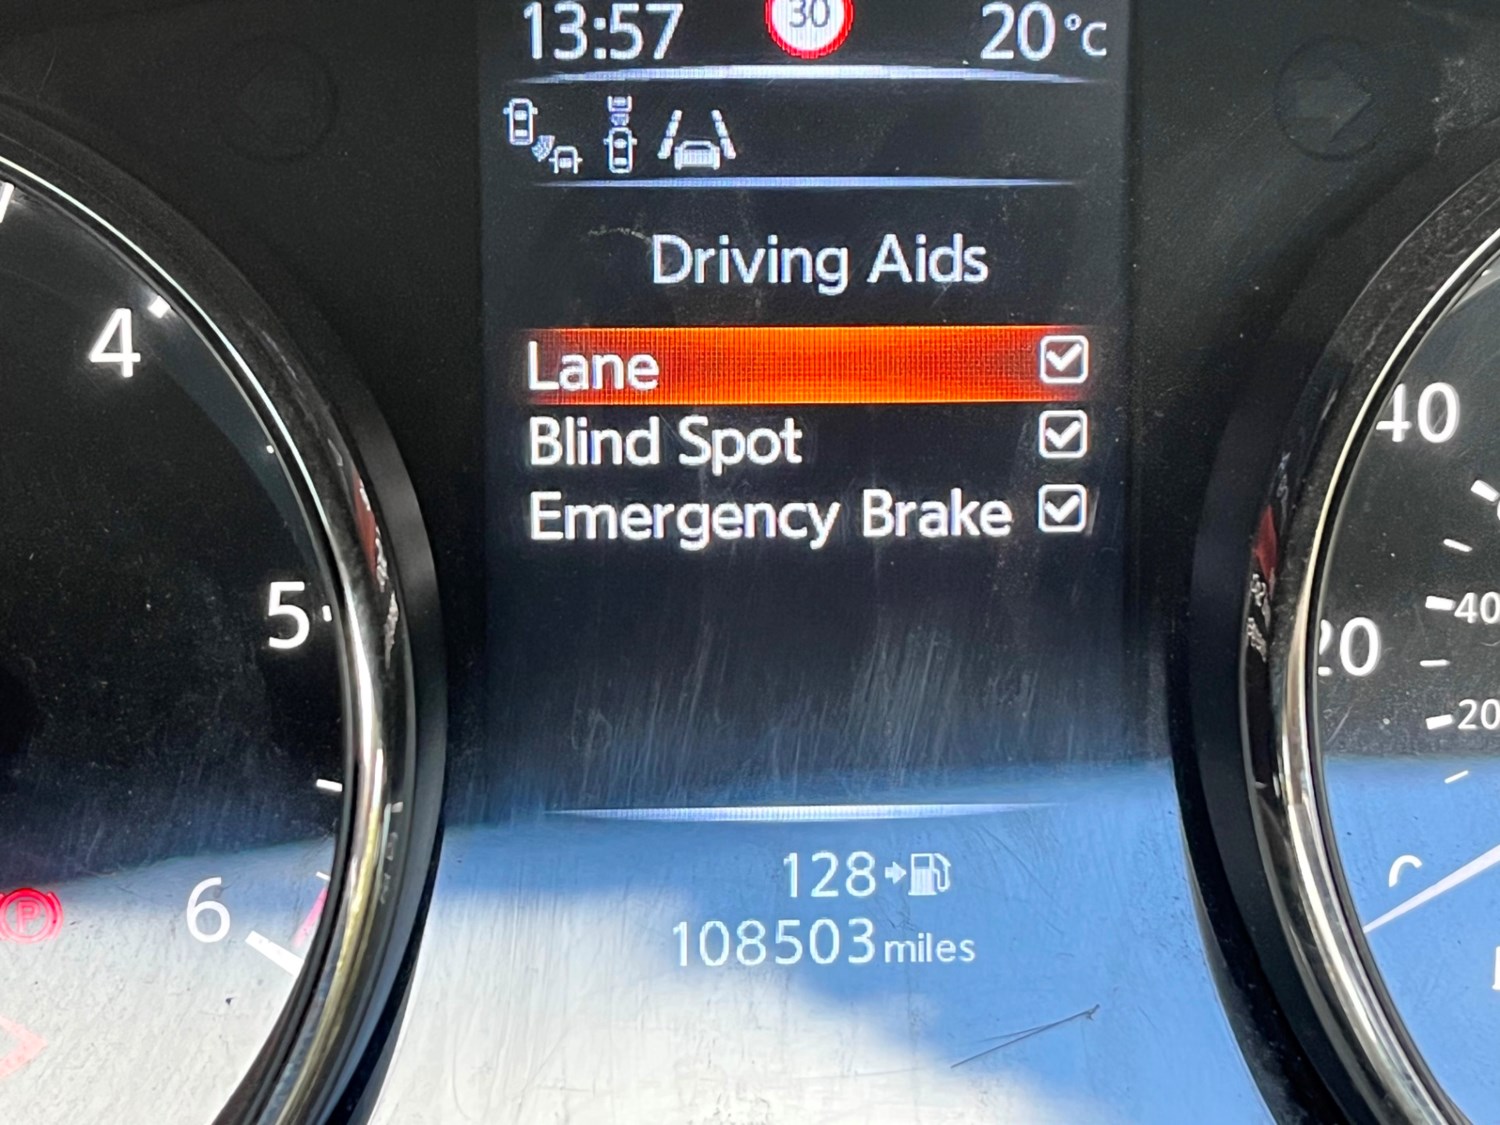 13:57
30
20°C
Driving Aids
Lane
Blind Spot
Emergency Brake
128
108503 miles
4
5
6
P
40
20
40
20